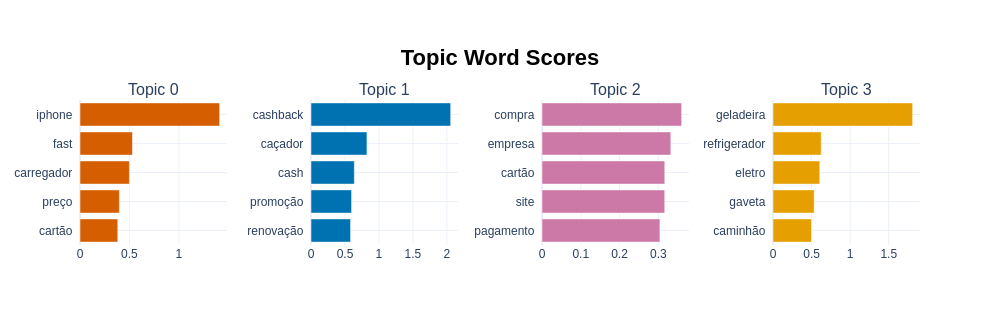 Topic Word Scores
Topic 0
iphone
fast
carregador
preço
cartão
0 0.5 1
Topic 1
cashback
caçador
cash
promoção
renovação
0 0.5 1 1.5 2
Topic 2
compra
empresa
cartão
site
pagamento
0 0.1 0.2 0.3
Topic 3
geladeira
refrigerador
eletro
gaveta
caminhão
0 0.5 1 1.5